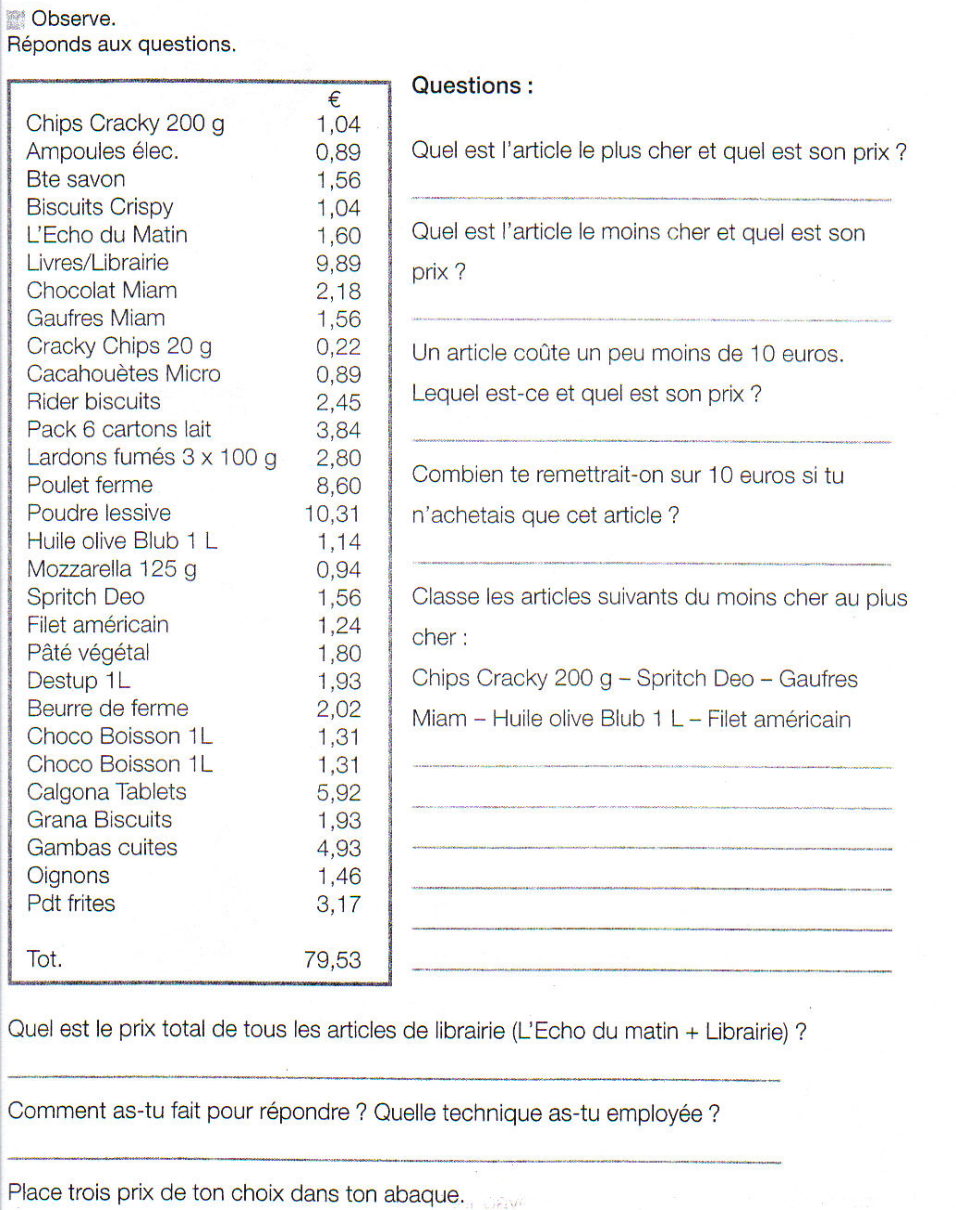 Observe.
Réponds aux questions.
€
Chips Cracky 200 g 1,04
Ampoules élec. 0,89
Bte savon 1,56
Biscuits Crispy 1,04
L'Echo du Matin 1,60
Livres/Librairie 9,89
Chocolat Miam 2,18
Gaufres Miam 1,56
Cracky Chips 20 g 0,22
Cacahouètes Micro 0,89
Rider biscuits 2,45
Pack 6 cartons lait 3,84
Lardons fumés 3 x 100 g 2,80
Poulet ferme 8,60
Poudre lessive 10,31
Huile olive Blub 1 L 1,14
Mozzarella 125 g 0,94
Spritch Deo 1,56
Filet américain 1,24
Pâté végétal 1,80
Destup 1L 1,93
Beurre de ferme 2,02
Choco Boisson 1L 1,31
Choco Boisson 1L 1,31
Calgona Tablets 5,92
Grana Biscuits 1,93
Gambas cuites 4,93
Oignons 1,46
Pdt frites 3,17
Tot. 79,53
Questions :
Quel est l'article le plus cher et quel est son prix ?
Quel est l'article le moins cher et quel est son
prix ?
Un article coûte un peu moins de 10 euros.
Lequel est-ce et quel est son prix ?
Combien te remettrait-on sur 10 euros si tu
n'achetais que cet article ?
Classe les articles suivants du moins cher au plus
cher :
Chips Cracky 200 g – Spritch Deo – Gaufres
Miam – Huile olive Blub 1 L – Filet américain
Quel est le prix total de tous les articles de librairie (L'Echo du matin + Librairie) ?
Comment as-tu fait pour répondre ? Quelle technique as-tu employée ?
Place trois prix de ton choix dans ton abaque.